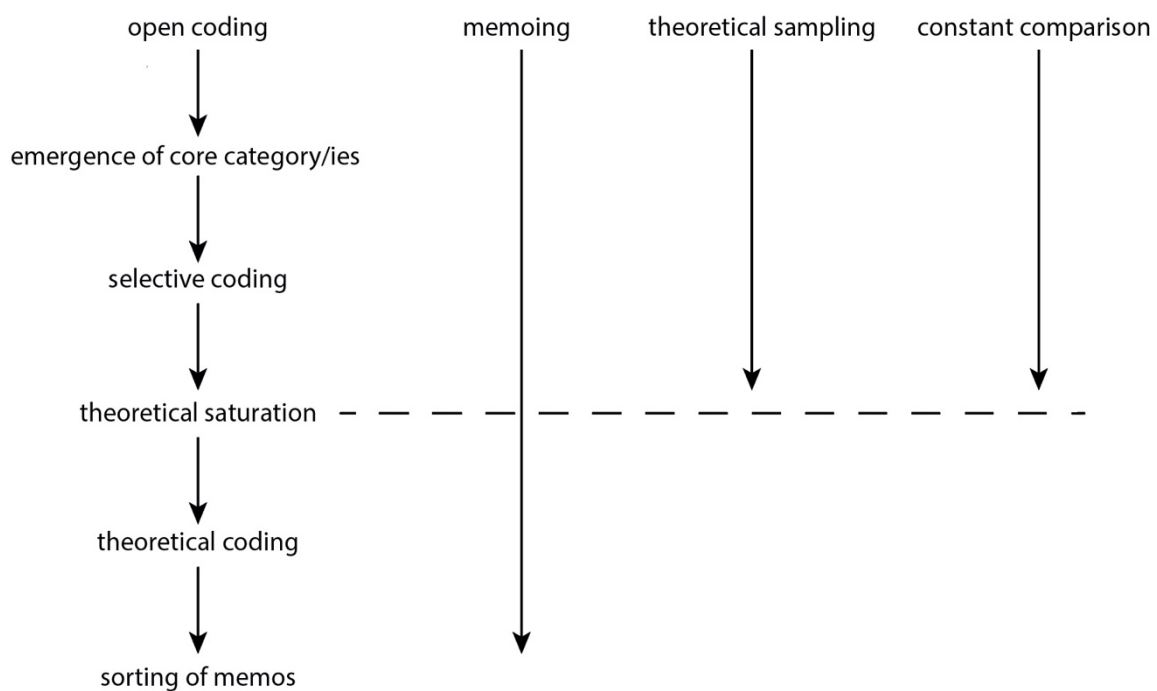 open coding
memoing
theoretical sampling
constant comparison
emergence of core category/ies
selective coding
theoretical saturation
theoretical coding
sorting of memos